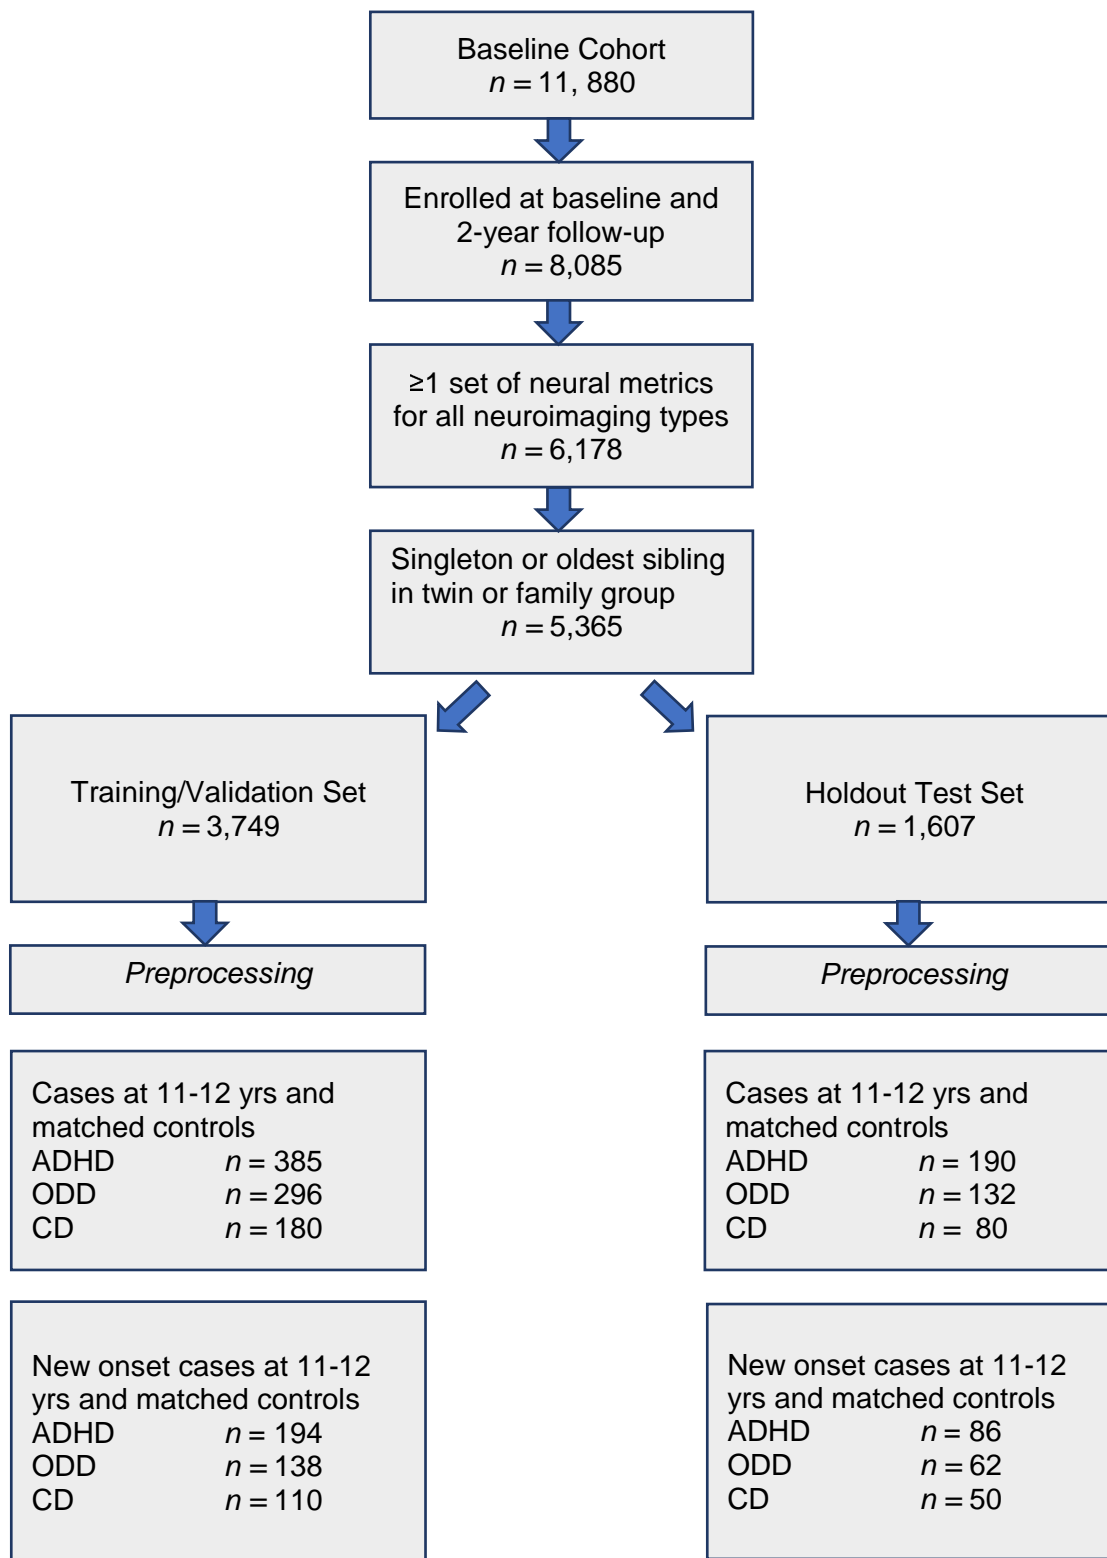 Baseline Cohort
n = 11, 880
Enrolled at baseline and
2-year follow-up
n = 8,085
≥1 set of neural metrics
for all neuroimaging types
n = 6,178
Singleton or oldest sibling
in twin or family group
n = 5,365
Training/Validation Set
n = 3,749
Holdout Test Set
n = 1,607
Preprocessing
Preprocessing
Cases at 11-12 yrs and
matched controls
ADHD n = 385
ODD n = 296
CD n = 180
Cases at 11-12 yrs and
matched controls
ADHD n = 190
ODD n = 132
CD n = 80
New onset cases at 11-12
yrs and matched controls
ADHD n = 194
ODD n = 138
CD n = 110
New onset cases at 11-12
yrs and matched controls
ADHD n = 86
ODD n = 62
CD n = 50